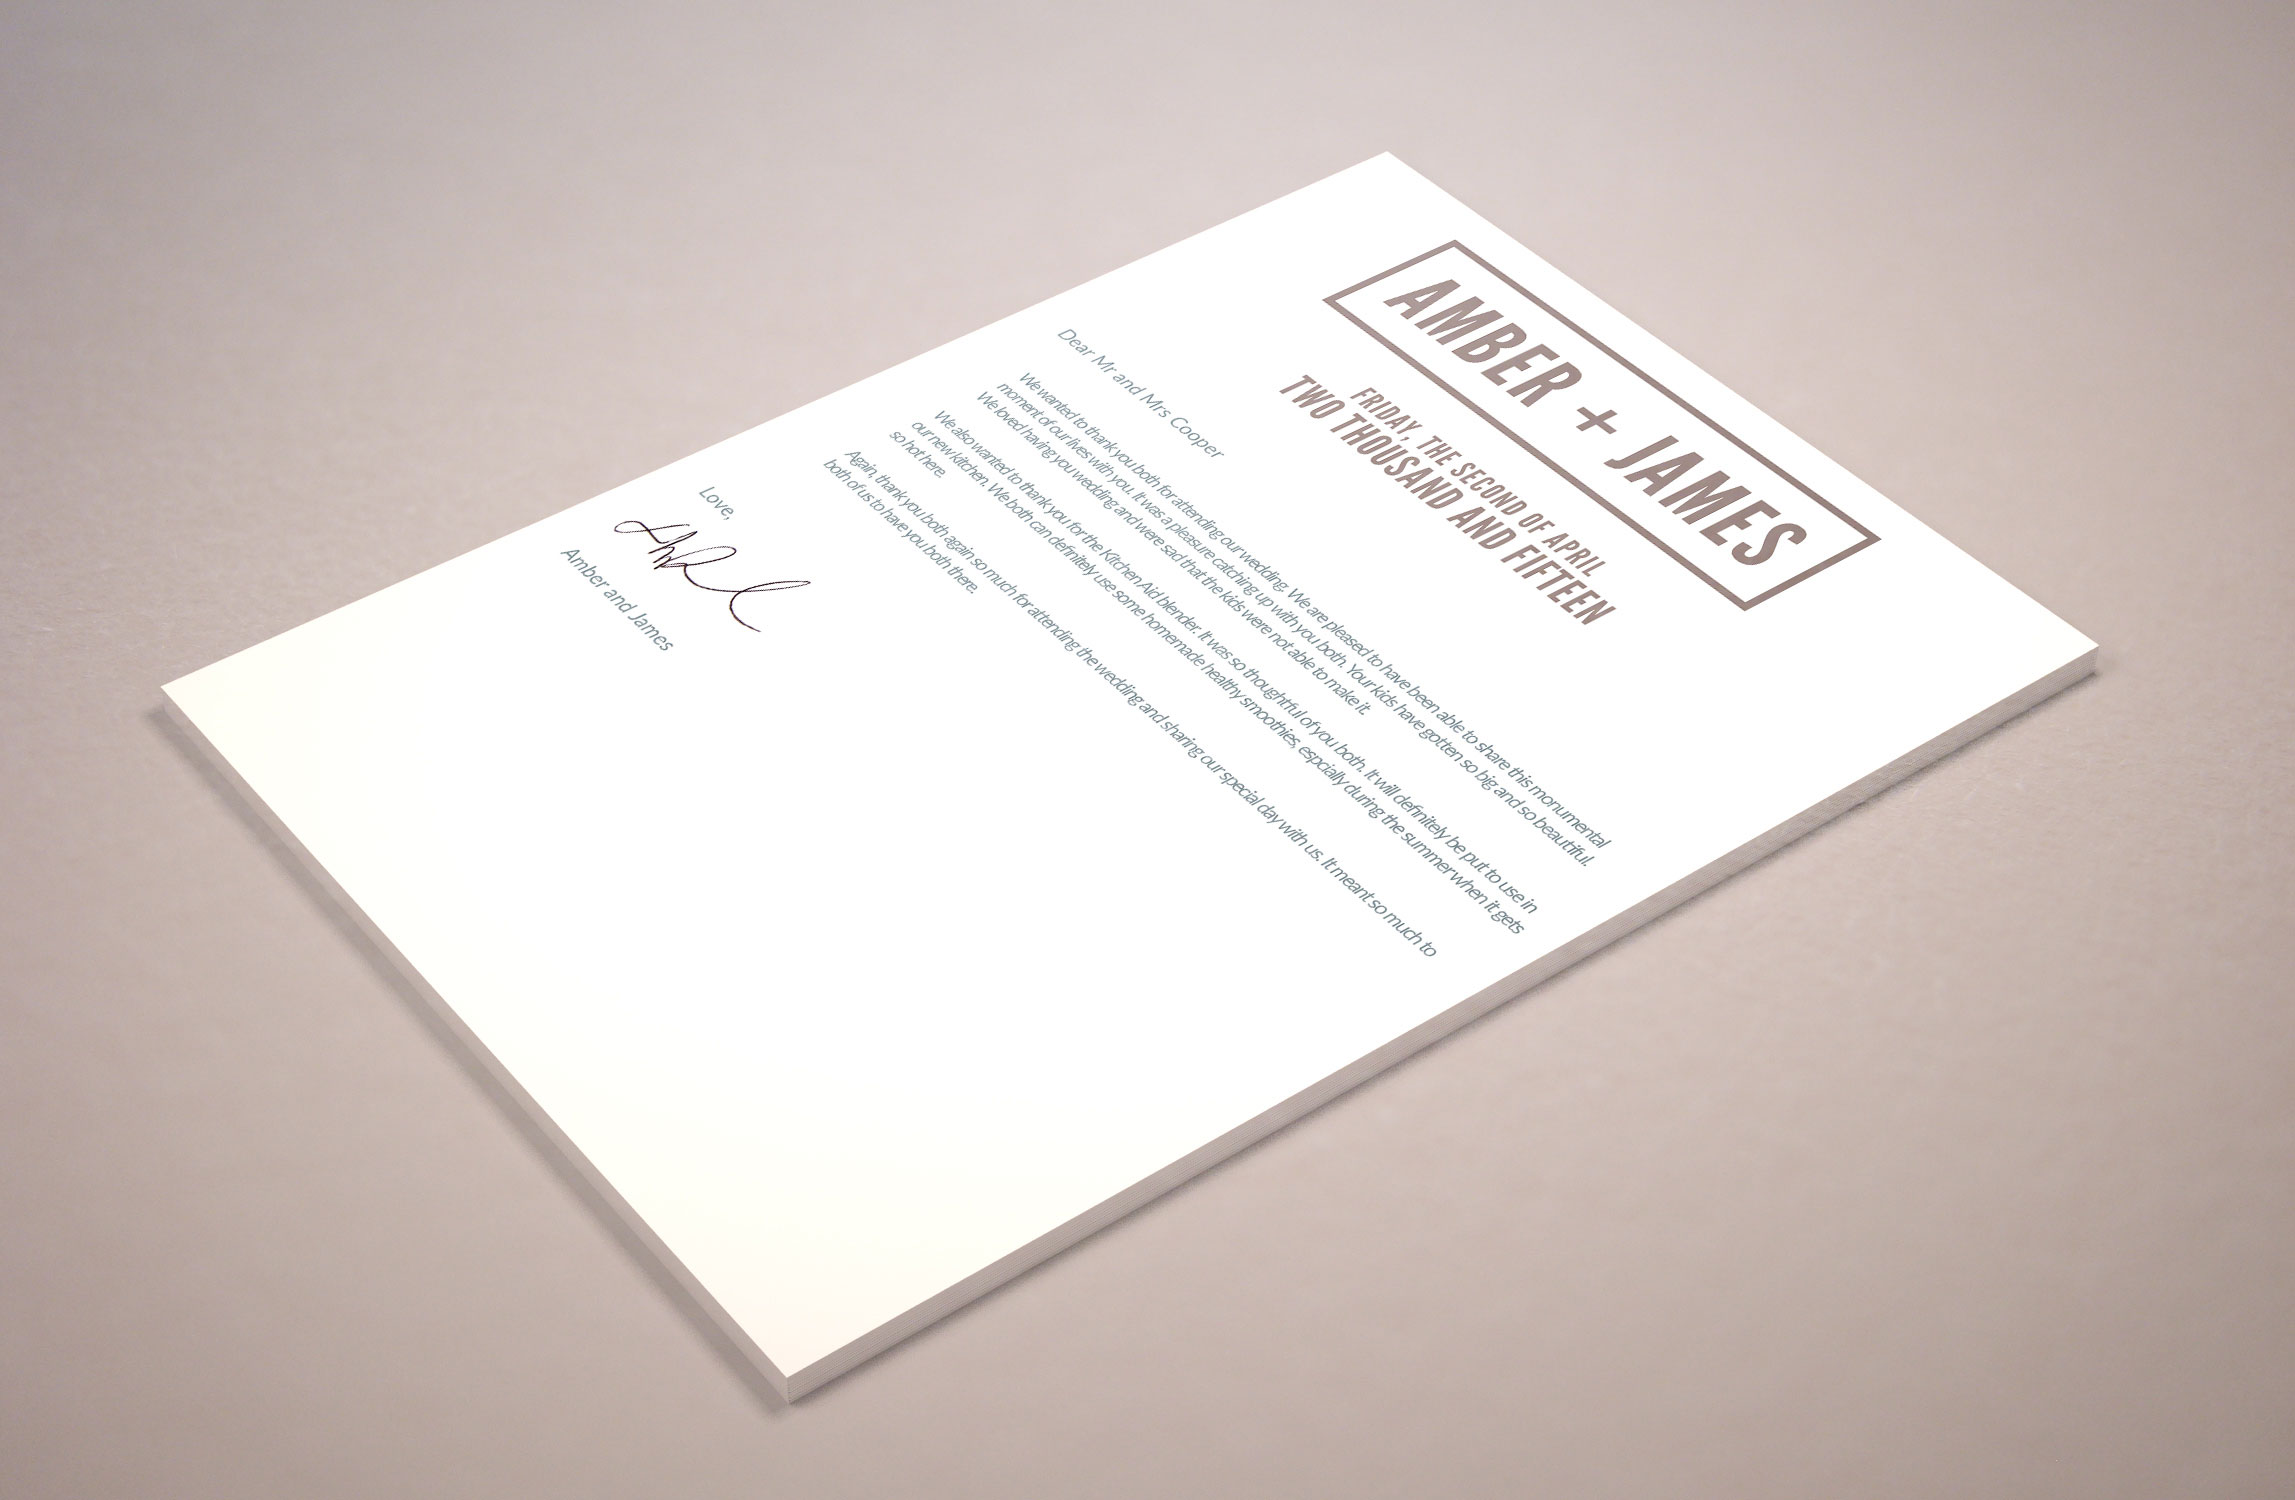 AMBER + JAMES
FRIDAY, THE SECOND OF APRIL
TWO THOUSAND AND FIFTEEN
Dear Mr and Mrs Cooper
We wanted to thank you both for attending our wedding. We are pleased to have been able to share this monumental
moment of our lives with you. It was a pleasure catching up with you both. Your kids have gotten so big and so beautiful.
We loved having you wedding and were sad that the kids were not able to make it.
We also wanted to thank you for the Kitchen Aid blender. It was so thoughtful of you both. It will definitely be put to use in
our new kitchen. We both can definitely use some homemade healthy smoothies, espcially during the summer when it gets
so hot here.
Again, thank you both again so much for attending the wedding and sharing our special day with us. It meant so much to
both of us to have you both there.
Love,
Amber and James